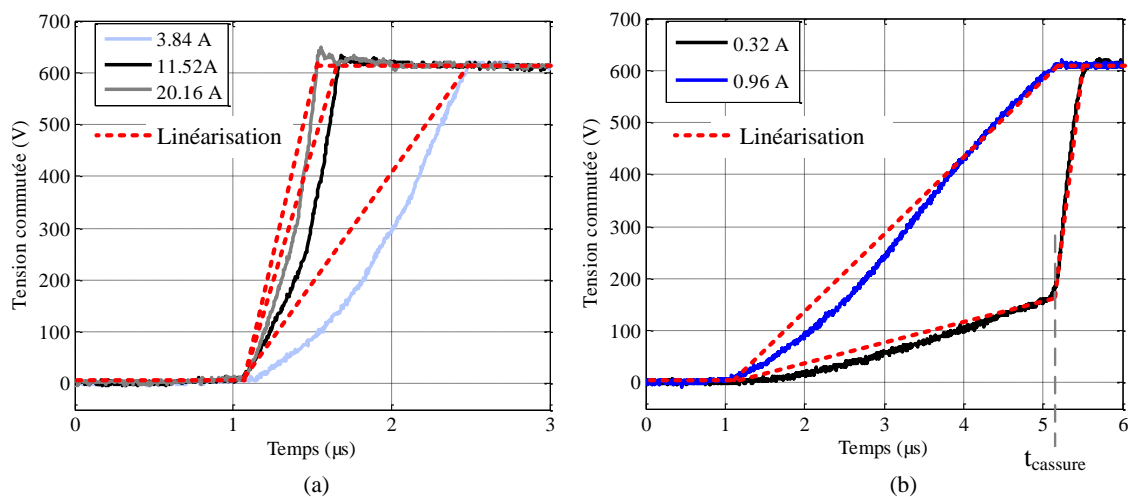 700
600
500
400
300
200
100
0
Tension commutée (V)
3.84 A
11.52A
20.16 A
Linéarisation
0 1 2 3
Temps (µs)
(a)
700
600
500
400
300
200
100
0
Tension commutée (V)
0.32 A
0.96 A
Linéarisation
0 1 2 3 4 5 6
Temps (µs)
t_cassure
(b)